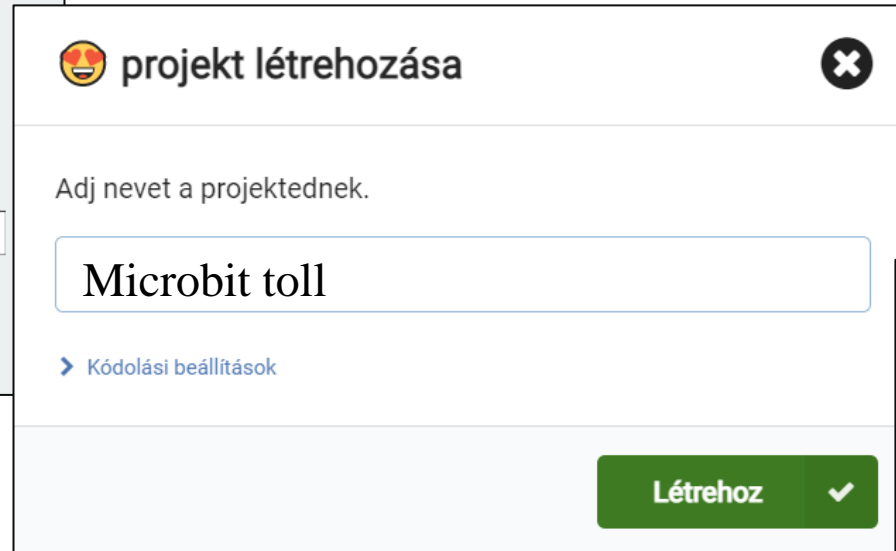 😍 projekt létrehozása
Adj nevet a projektednek.
Microbit toll
Kódolási beállítások
Létrehoz